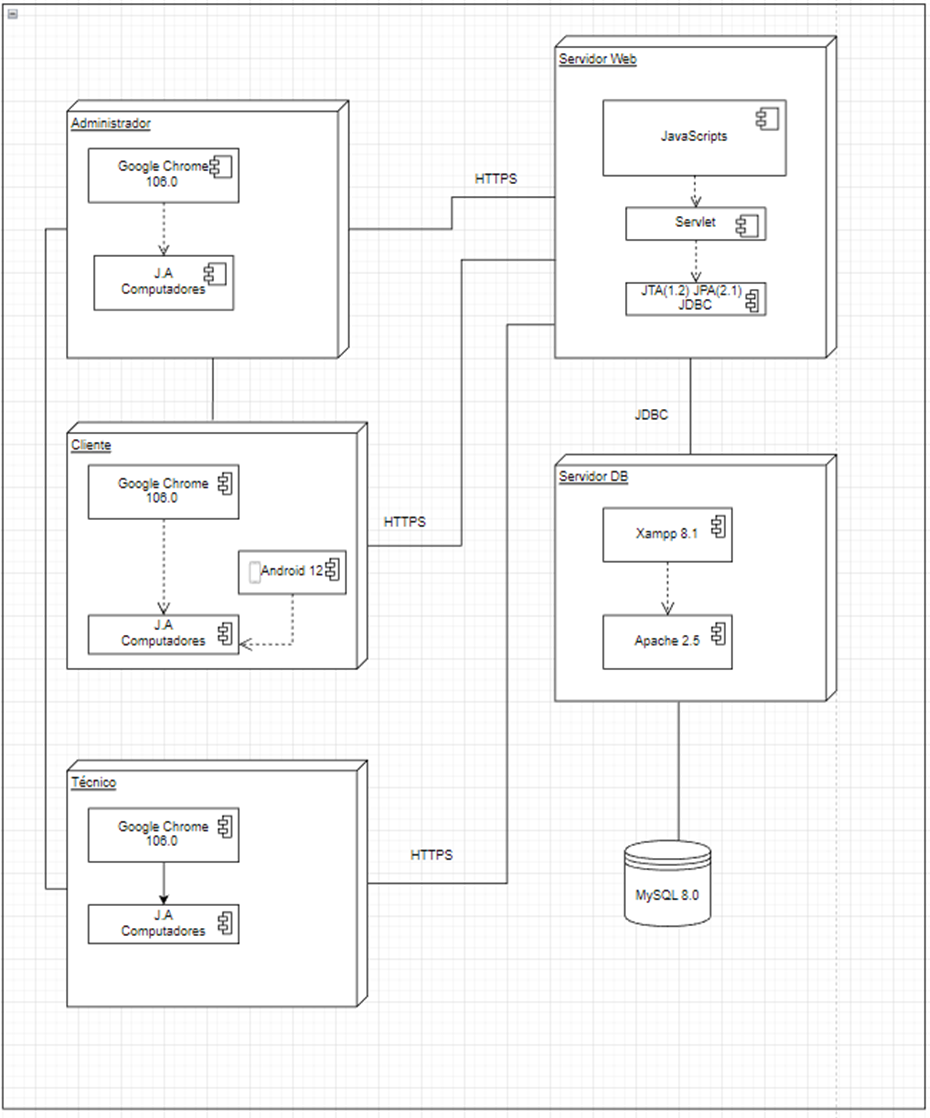 Administrador
Google Chrome
106.0
J.A
Computadores
HTTPS
Servidor Web
JavaScripts
Servlet
JTA(1.2) JPA(2.1)
JDBC
JDBC
Cliente
Google Chrome
106.0
Android 12
J.A
Computadores
HTTPS
Servidor DB
Xampp 8.1
Apache 2.5
Técnico
Google Chrome
106.0
J.A
Computadores
HTTPS
MySQL 8.0